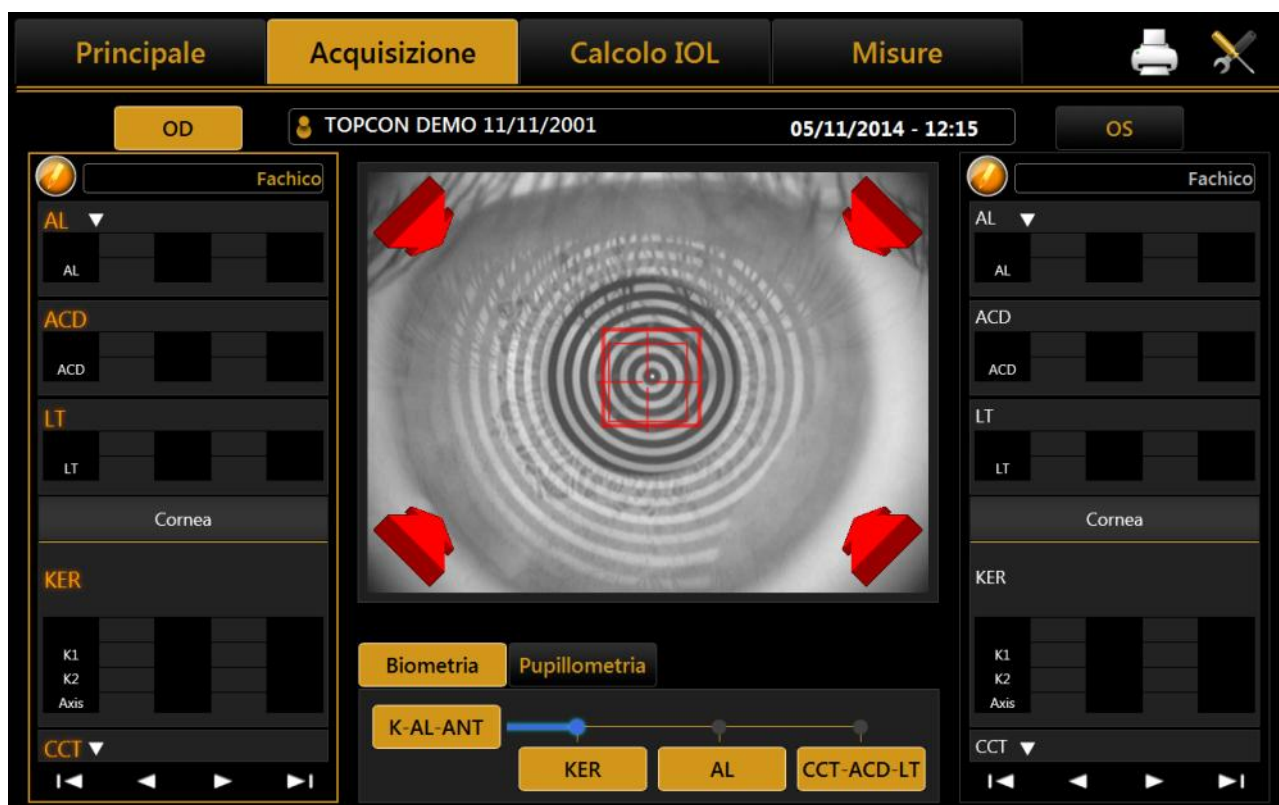 Principale Acquisizione Calcolo IOL Misure
OD TOPCON DEMO 11/11/2001 05/11/2014 - 12:15 OS
Fachico
AL
AL
ACD
ACD
LT
LT
Cornea
KER
K1
K2
Axis
CCT
Biometria Pupillometria
K-AL-ANT
KER AL CCT-ACD-LT
Fachico
AL
AL
ACD
ACD
LT
LT
Cornea
KER
K1
K2
Axis
CCT